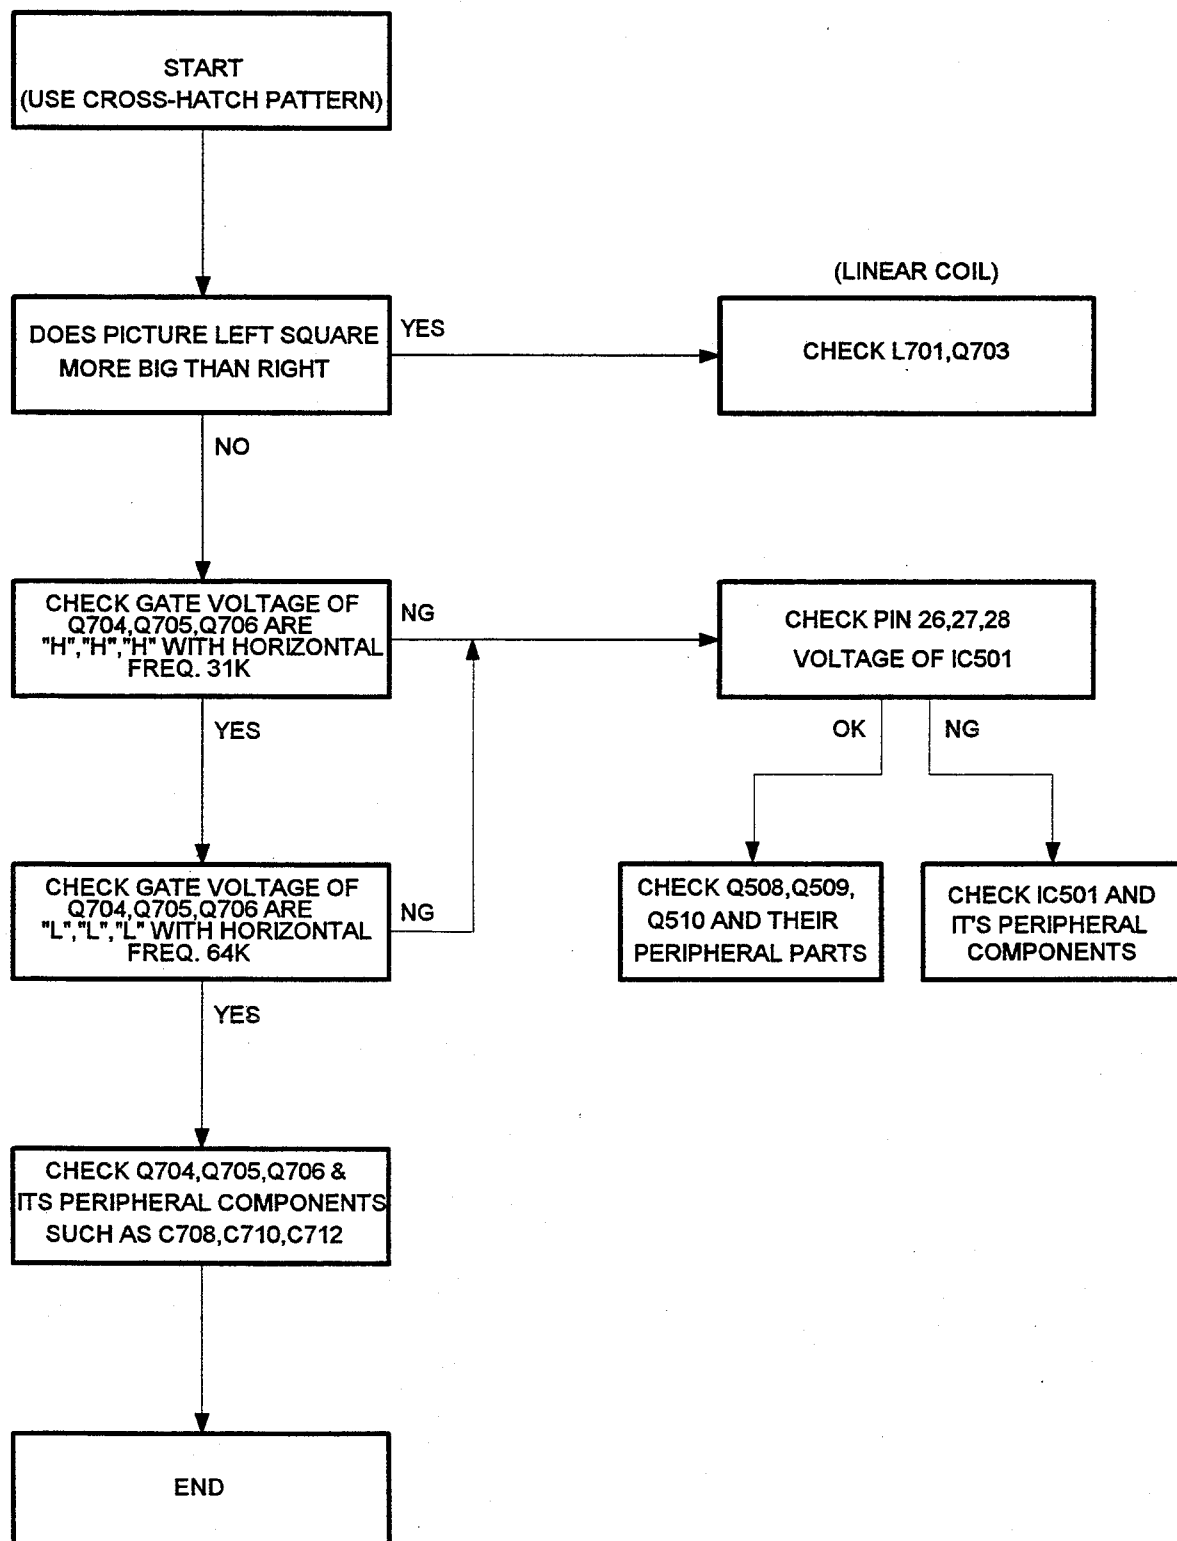 START
(USE CROSS-HATCH PATTERN)
(LINEAR COIL)
DOES PICTURE LEFT SQUARE
MORE BIG THAN RIGHT
YES
CHECK L701,Q703
NO
CHECK GATE VOLTAGE OF
Q704,Q705,Q706 ARE
"H","H","H" WITH HORIZONTAL
FREQ. 31K
NG
CHECK PIN 26,27,28
VOLTAGE OF IC501
YES
OK
NG
CHECK GATE VOLTAGE OF
Q704,Q705,Q706 ARE
"L","L","L" WITH HORIZONTAL
FREQ. 64K
NG
CHECK Q508,Q509,
Q510 AND THEIR
PERIPHERAL PARTS
CHECK IC501 AND
IT'S PERIPHERAL
COMPONENTS
YES
CHECK Q704,Q705,Q706 &
ITS PERIPHERAL COMPONENTS
SUCH AS C708,C710,C712
END